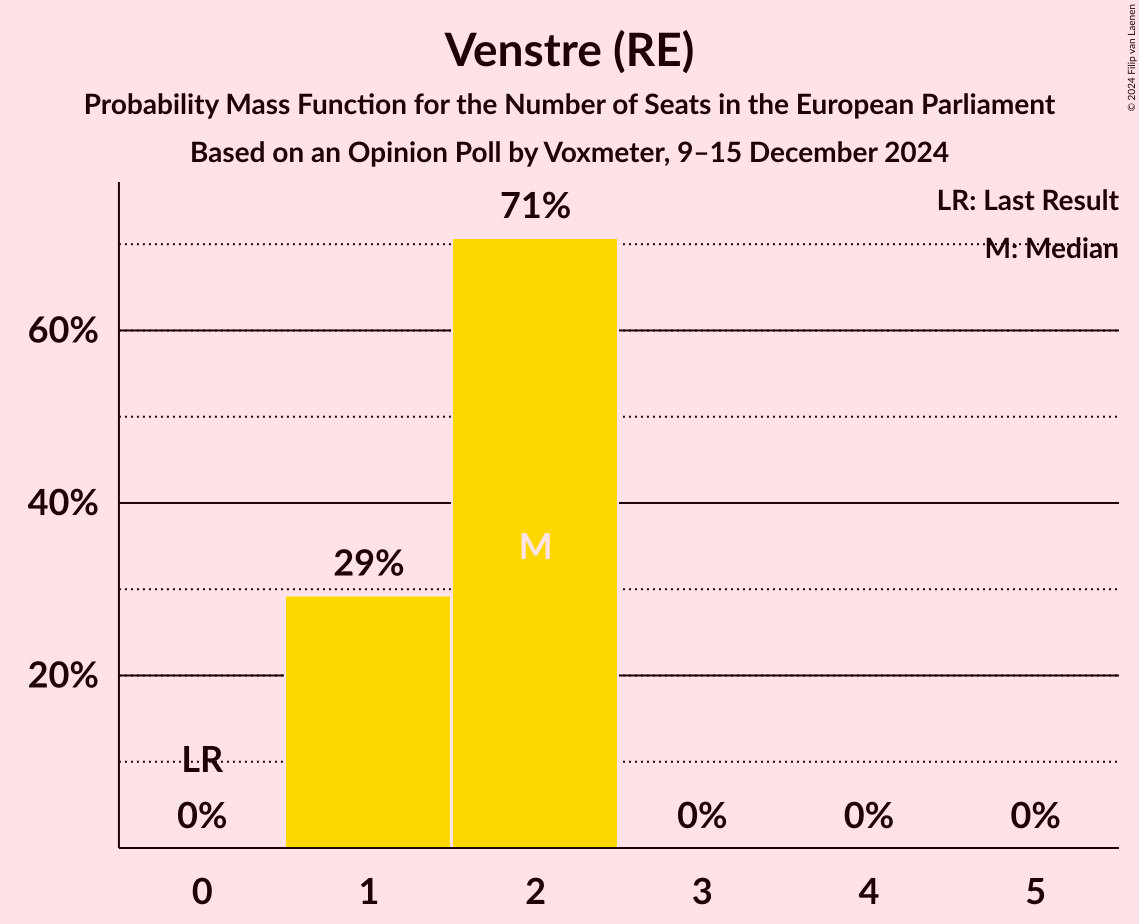 Venstre (RE)
Probability Mass Function for the Number of Seats in the European Parliament
Based on an Opinion Poll by Voxmeter, 9–15 December 2024
© 2024 Filip van Laenen
LR: Last Result
M: Median
71%
60%
40%
29%
M
20%
LR
0%
0%
0%
0%
0
1
2
3
4
5